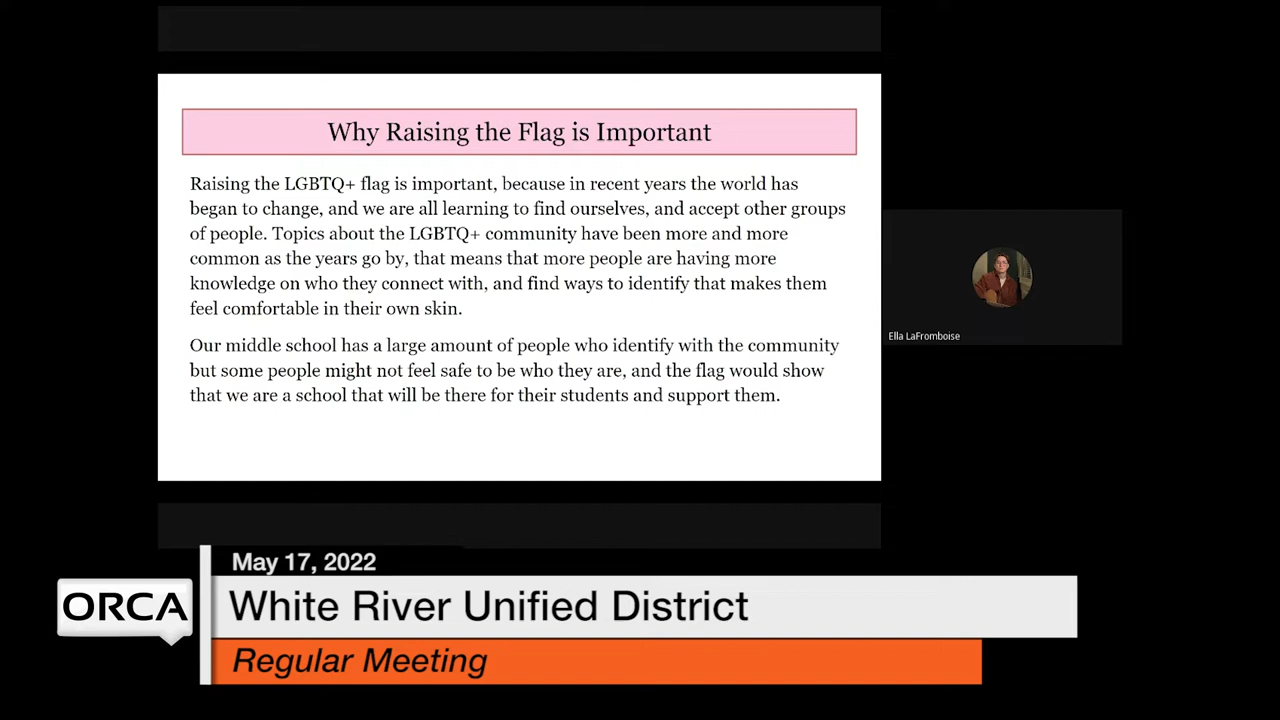 Why Raising the Flag is Important
Raising the LGBTQ+ flag is important, because in recent years the world has
began to change, and we are all learning to find ourselves, and accept other groups
of people. Topics about the LGBTQ+ community have been more and more
common as the years go by, that means that more people are having more
knowledge on who they connect with, and find ways to identify that makes them
feel comfortable in their own skin.
Our middle school has a large amount of people who identify with the community
but some people might not feel safe to be who they are, and the flag would show
that we are a school that will be there for their students and support them.
Ella LaFromboise
May 17, 2022
ORCA
White River Unified District
Regular Meeting